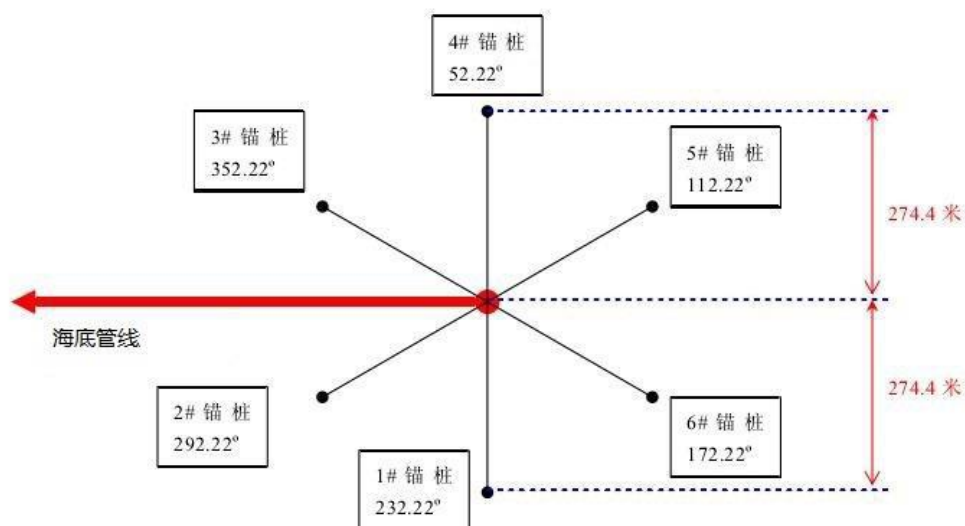 4# 锚 桩
52.22°
3# 锚 桩
352.22°
5# 锚 桩
112.22°
274.4 米
海底管线
274.4 米
2# 锚 桩
292.22°
6# 锚 桩
172.22°
1# 锚 桩
232.22°